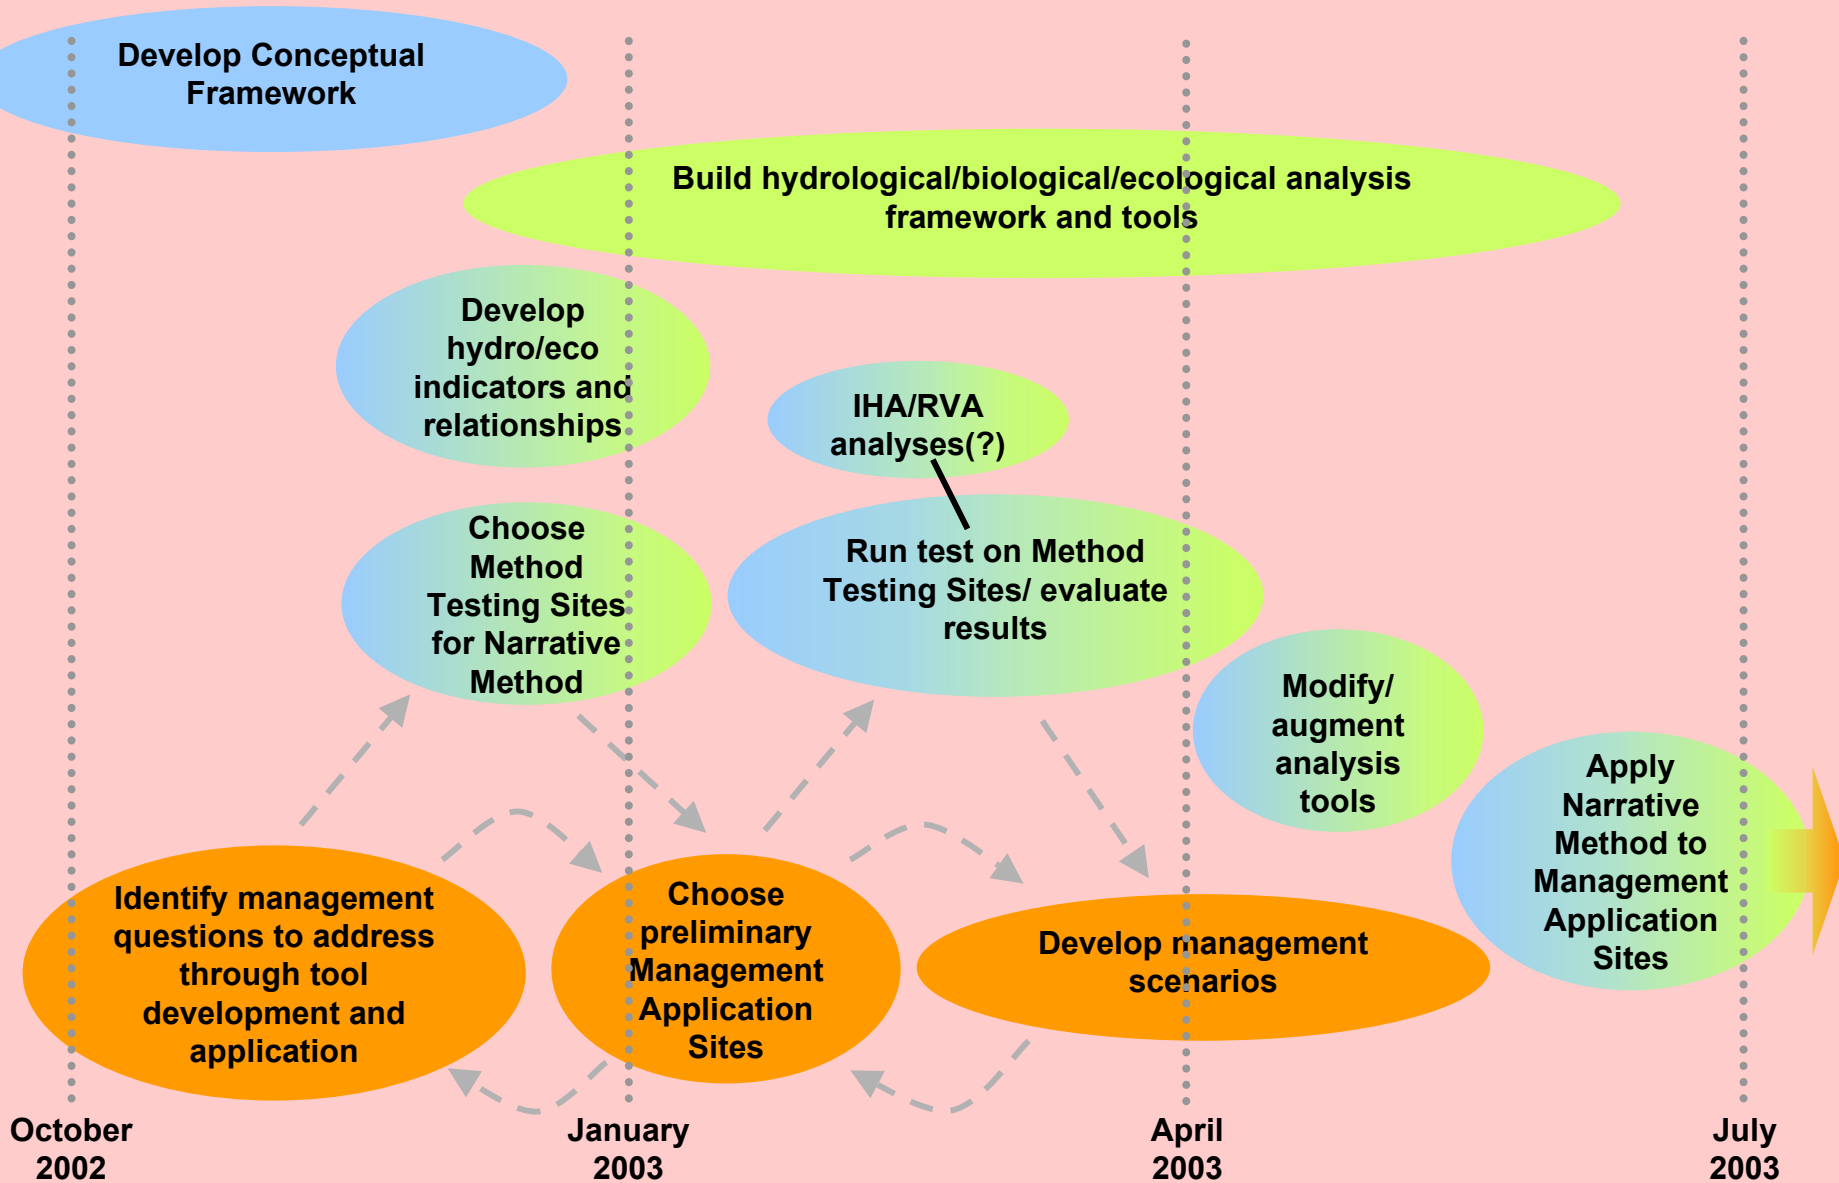 Develop Conceptual
Framework
Build hydrological/biological/ecological analysis
framework and tools
Develop
hydro/eco
indicators and
relationships
IHA/RVA
analyses(?)
Choose
Method
Testing Sites
for Narrative
Method
Run test on Method
Testing Sites/ evaluate
results
Modify/
augment
analysis
tools
Apply
Narrative
Method to
Management
Application
Sites
Identify management
questions to address
through tool
development and
application
Choose
preliminary
Management
Application
Sites
Develop management
scenarios
October
2002
January
2003
April
2003
July
2003